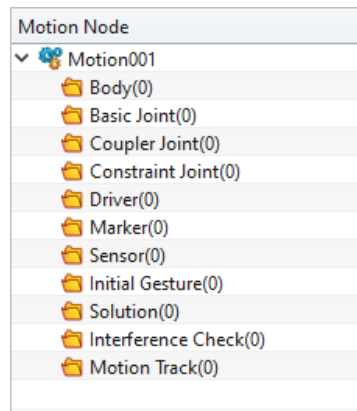 Motion Node
Motion001
Body(0)
Basic Joint(0)
Coupler Joint(0)
Constraint Joint(0)
Driver(0)
Marker(0)
Sensor(0)
Initial Gesture(0)
Solution(0)
Interference Check(0)
Motion Track(0)